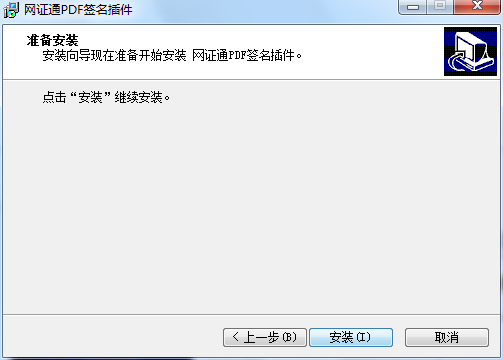 网证通PDF签名插件
准备安装
安装向导现在准备开始安装 网证通PDF签名插件。
点击“安装”继续安装。
< 上一步(B)
安装(I)
取消